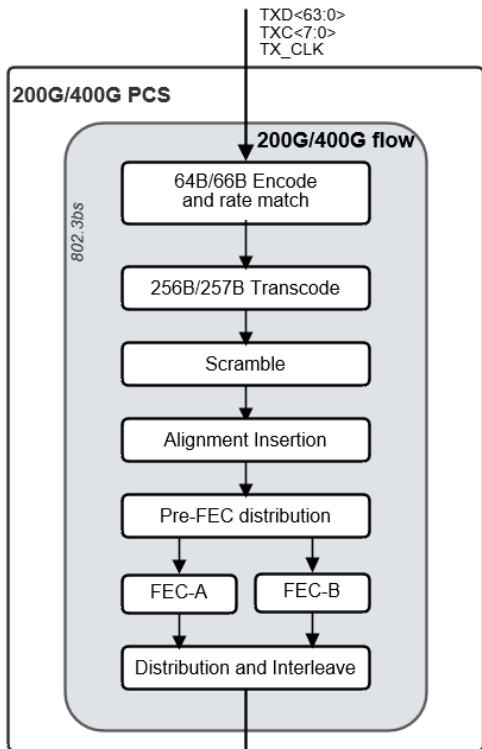 TXD<63:0>
TXC<7:0>
TX_CLK
200G/400G PCS
200G/400G flow
802.3bs
64B/66B Encode
and rate match
256B/257B Transcode
Scramble
Alignment Insertion
Pre-FEC distribution
FEC-A
FEC-B
Distribution and Interleave